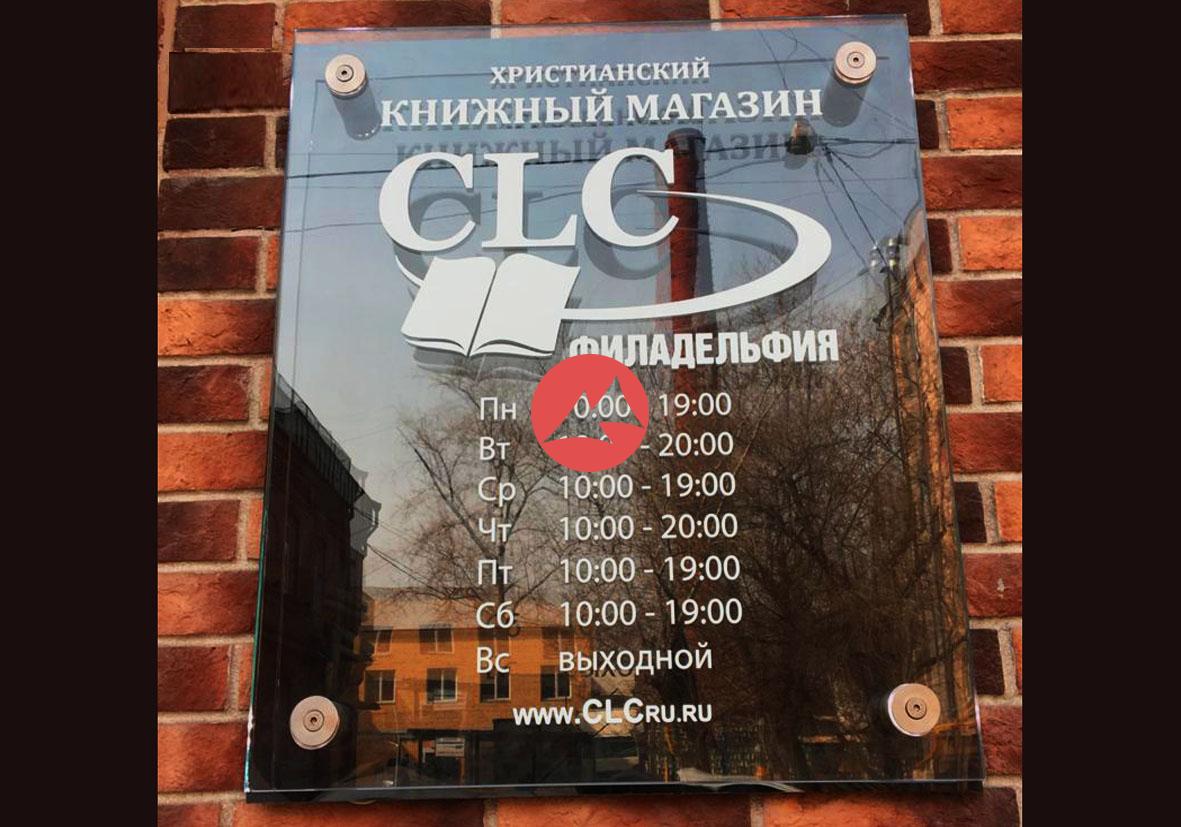 ХРИСТИАНСКИЙ
КНИЖНЫЙ МАГАЗИН
CLC
ФИЛАДЕЛЬФИЯ
Пн 19:00
Вт - 20:00
Ср 10:00 - 19:00
Чт 10:00 - 20:00
Пт 10:00 - 19:00
Сб 10:00 - 19:00
Вс выходной
www.CLCRU.RU